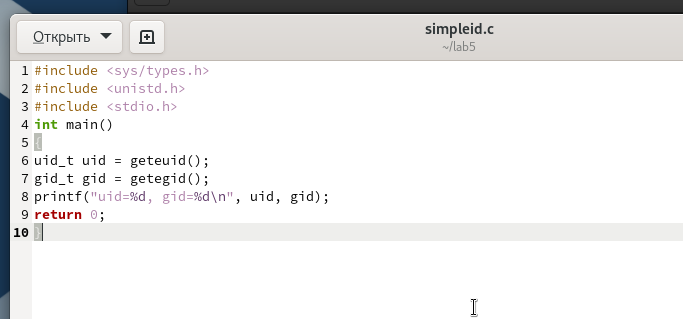 Открыть
simpleid.c
~/lab5
1 #include <sys/types.h>
2 #include <unistd.h>
3 #include <stdio.h>
4 int main()
5 {
6 uid_t uid = geteuid();
7 gid_t gid = getegid();
8 printf("uid=%d, gid=%d\n", uid, gid);
9 return 0;
10 }